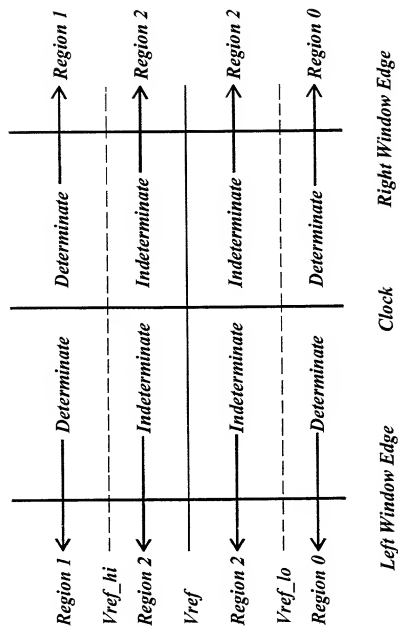 Region 1 Determinate Determinate Region 1
Vref_hi
Region 2 Indeterminate Indeterminate Region 2
Vref
Region 2 Indeterminate Indeterminate Region 2
Vref_lo
Region 0 Determinate Determinate Region 0
Left Window Edge Clock Right Window Edge